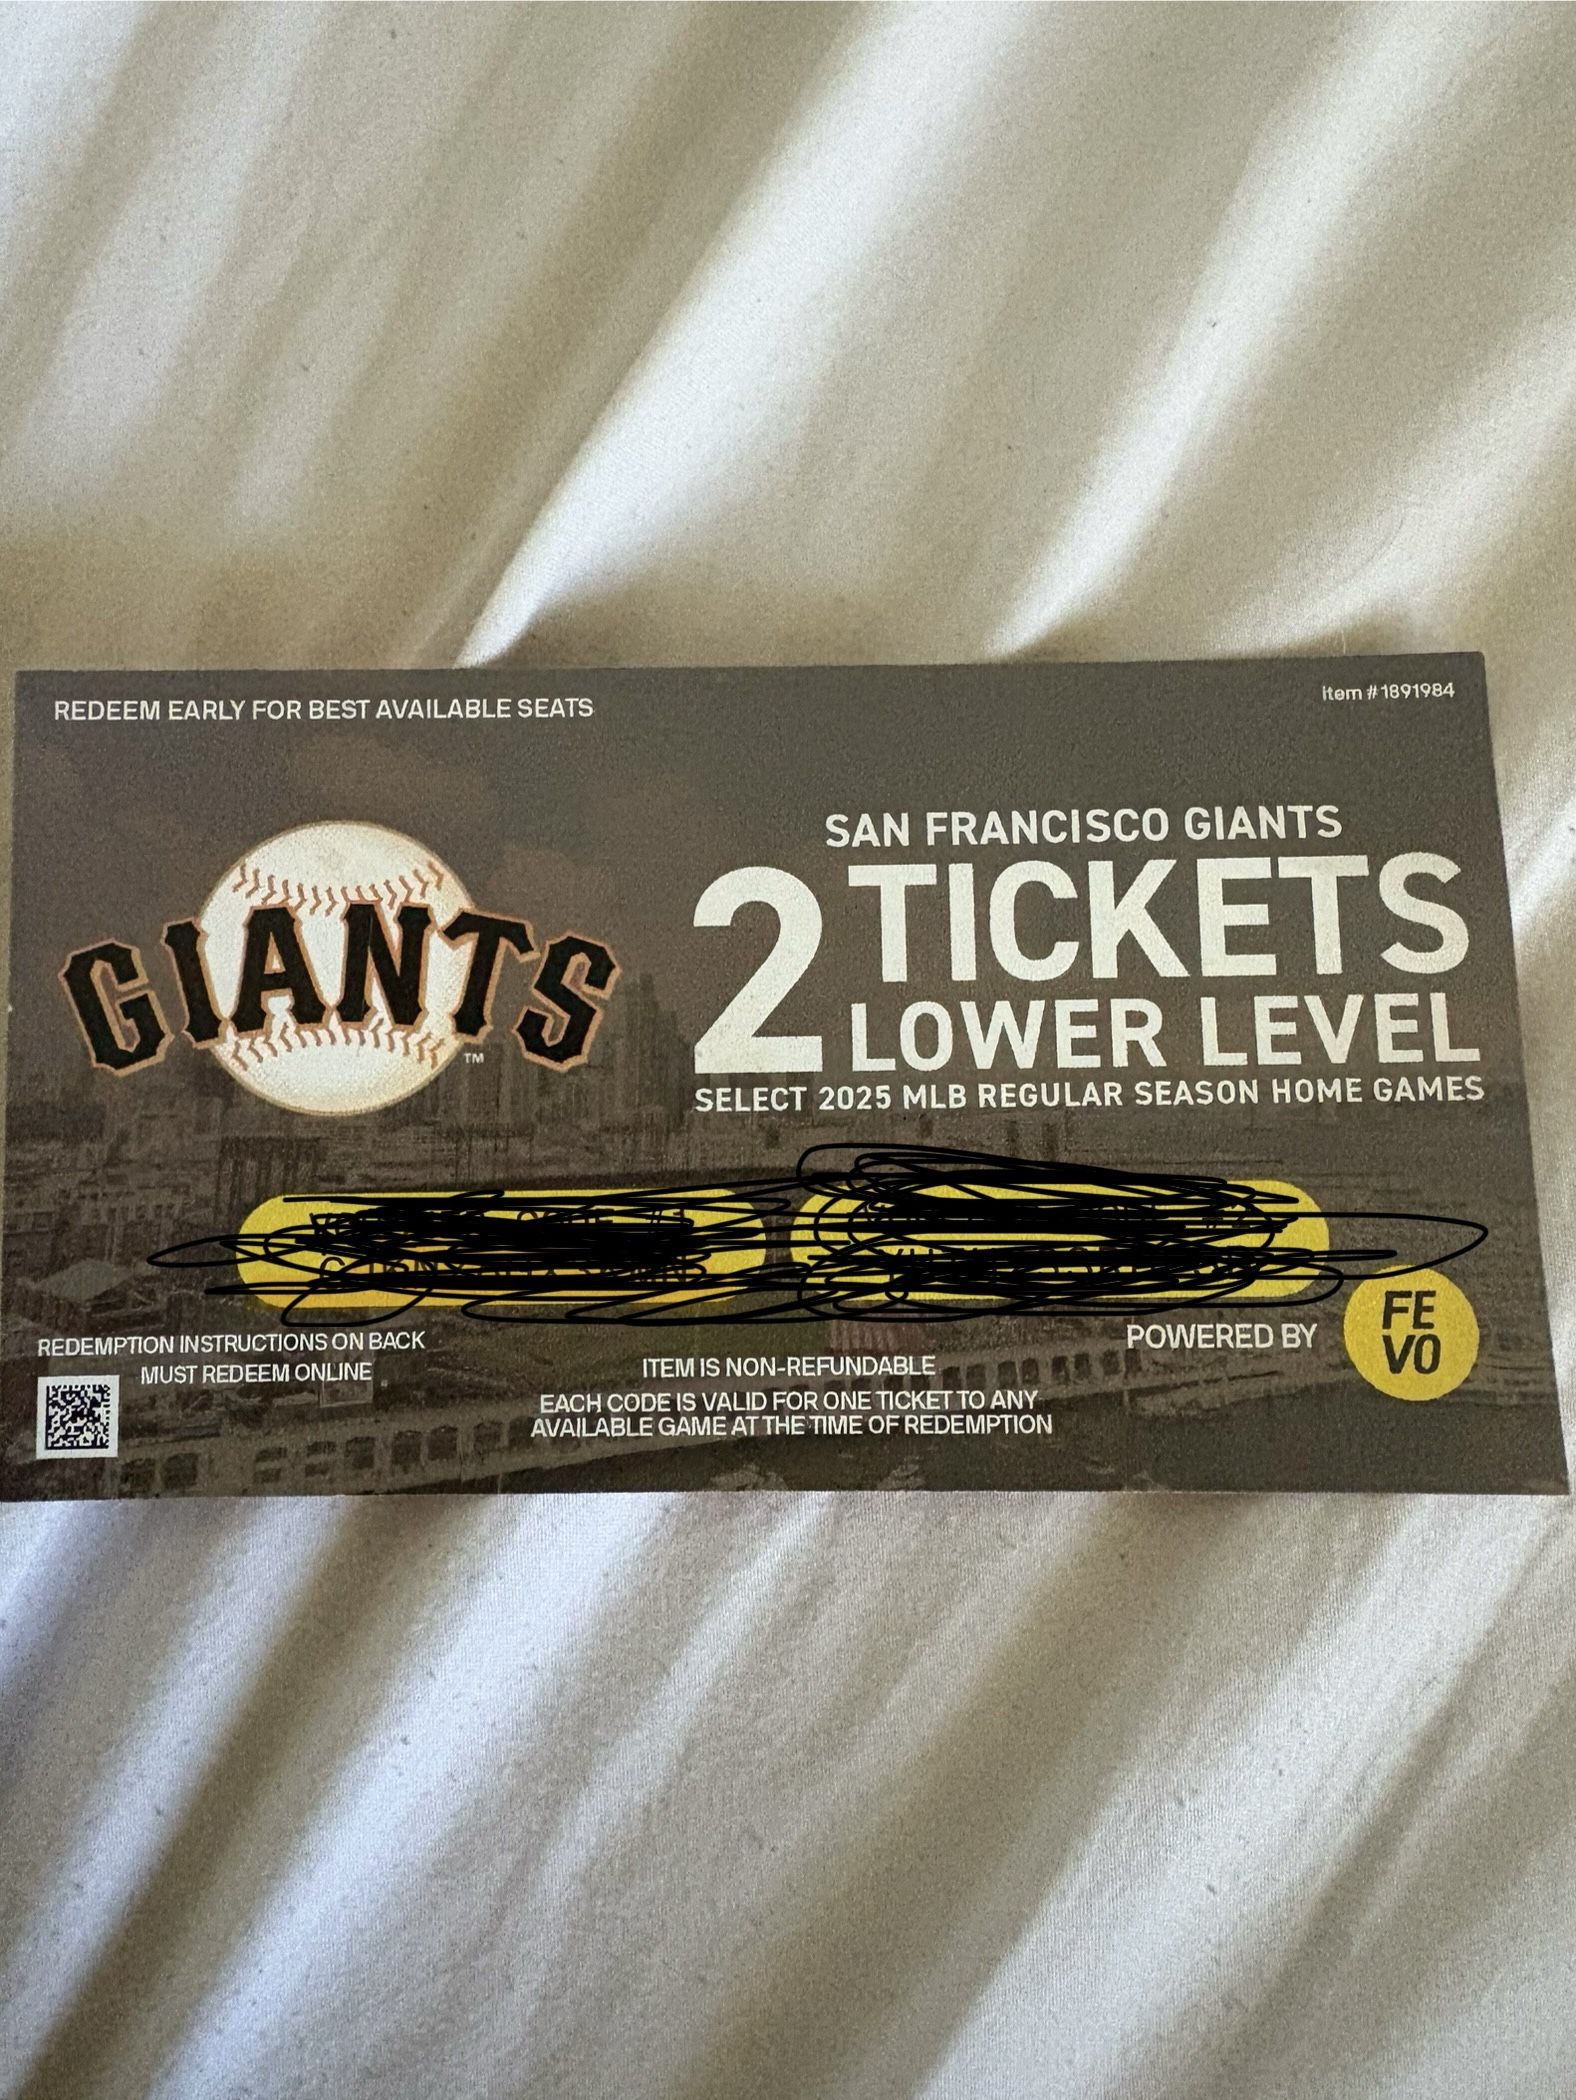 REDEEM EARLY FOR BEST AVAILABLE SEATS
Item #1891984
GIANTS
TM
SAN FRANCISCO GIANTS
2 TICKETS
LOWER LEVEL
SELECT 2025 MLB REGULAR SEASON HOME GAMES
REDEMPTION INSTRUCTIONS ON BACK
MUST REDEEM ONLINE
ITEM IS NON-REFUNDABLE
EACH CODE IS VALID FOR ONE TICKET TO ANY
AVAILABLE GAME AT THE TIME OF REDEMPTION
POWERED BY
FE
VO